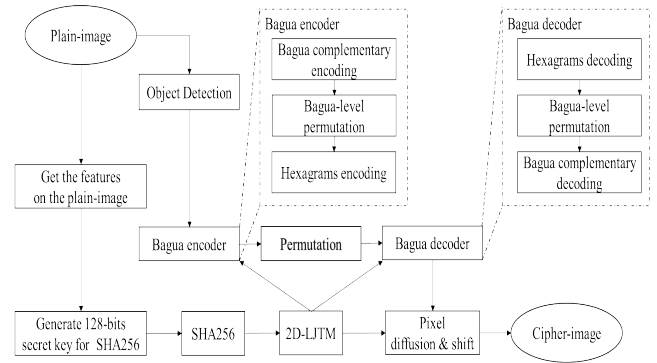 Plain-image
Object Detection
Get the features
on the plain-image
Bagua encoder
Bagua complementary
encoding
Bagua-level
permutation
Hexagrams encoding
Bagua decoder
Hexagrams decoding
Bagua-level
permutation
Bagua complementary
decoding
Bagua encoder
Permutation
Bagua decoder
Generate 128-bits
secret key for SHA256
SHA256
2D-LJTM
Pixel
diffusion & shift
Cipher-image